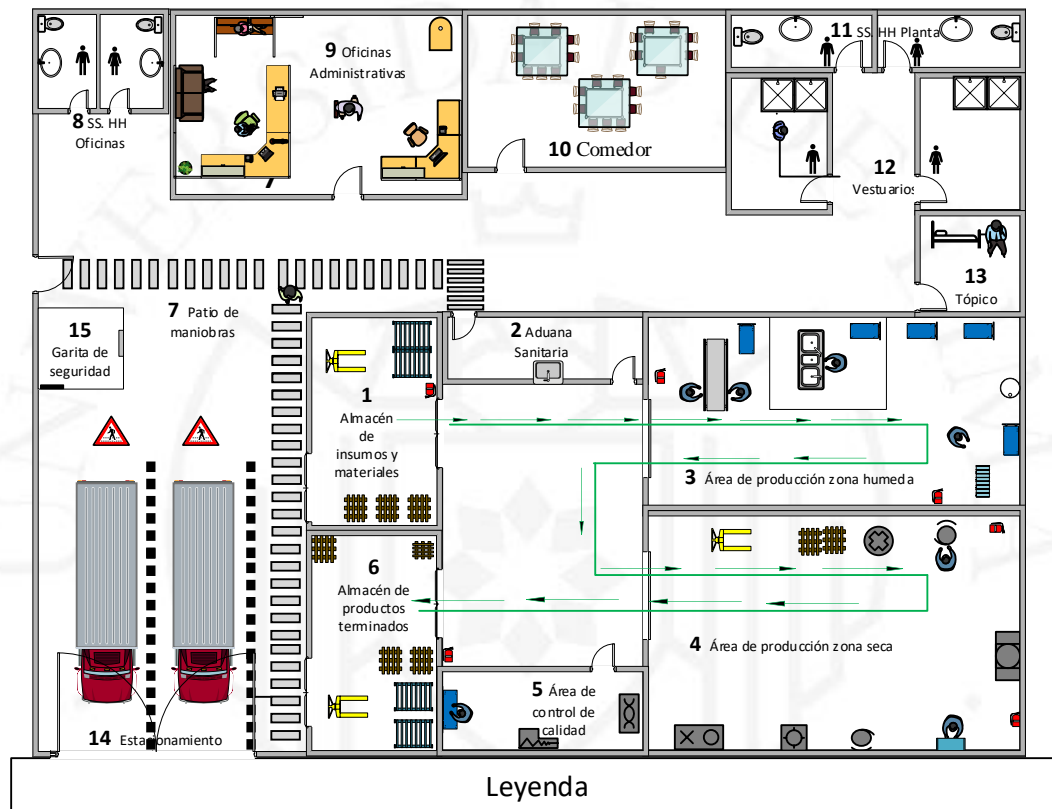 9 Oficinas
Administrativas
11 SS. HH Planta
8 SS. HH
Oficinas
10 Comedor
12
Vestuarios
13
Tópico
7 Patio de
maniobras
15
Garita de
seguridad
2 Aduana
Sanitaria
1
Almacén
de
insumos y
materiales
3 Área de producción zona humeda
6
Almacén de
productos
terminados
4 Área de producción zona seca
5 Área de
control de
calidad
14 Estacionamiento
Leyenda